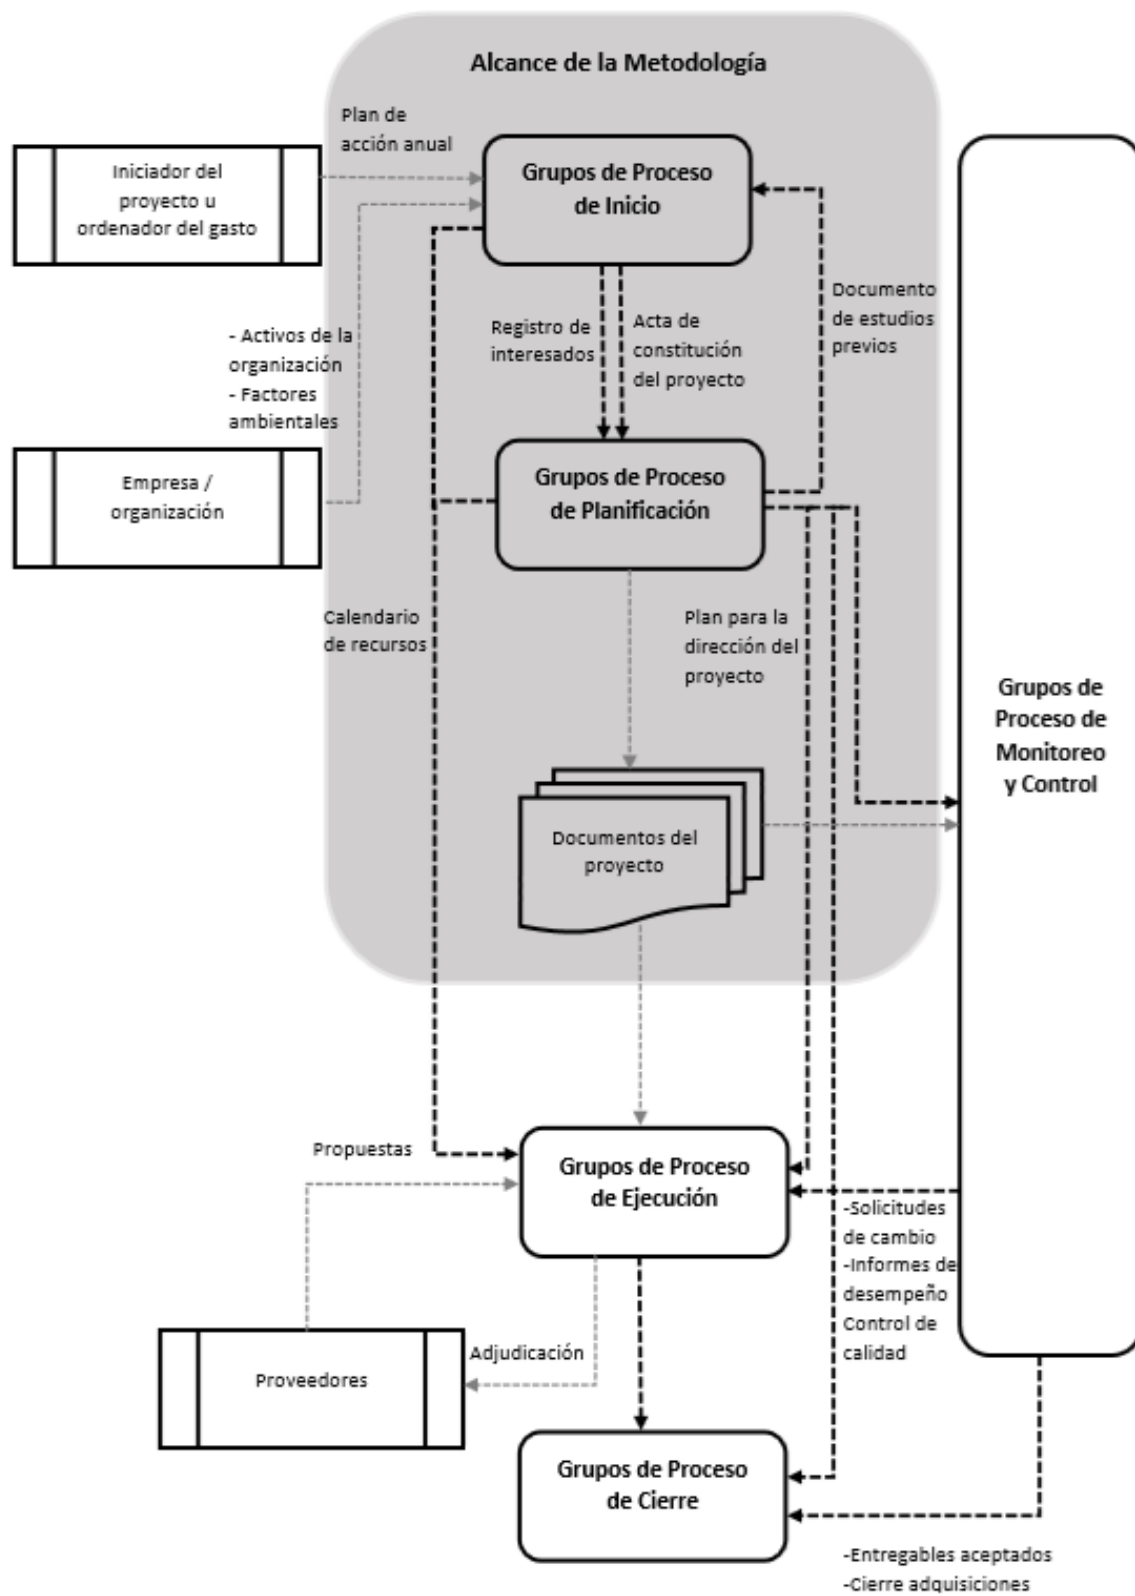 Alcance de la Metodología
Plan de
acción anual
Iniciador del
proyecto u
ordenador del gasto
Grupos de Proceso
de Inicio
- Activos de la
organización
- Factores
ambientales
Registro de
interesados
Acta de
constitución
del proyecto
Documento
de estudios
previos
Empresa /
organización
Grupos de Proceso
de Planificación
Calendario
de recursos
Plan para la
dirección del
proyecto
Grupos de
Proceso de
Monitoreo
y Control
Documentos del
proyecto
Propuestas
Grupos de Proceso
de Ejecución
-Solicitudes
de cambio
-Informes de
desempeño
Control de
calidad
Adjudicación
Proveedores
Grupos de Proceso
de Cierre
-Entregables aceptados
-Cierre adquisiciones